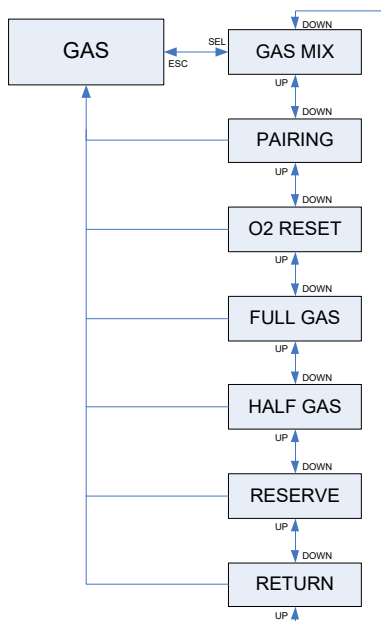 DOWN
GAS
SEL
ESC
GAS MIX
UP
DOWN
PAIRING
UP
DOWN
O2 RESET
UP
DOWN
FULL GAS
UP
DOWN
HALF GAS
UP
DOWN
RESERVE
UP
DOWN
RETURN
UP